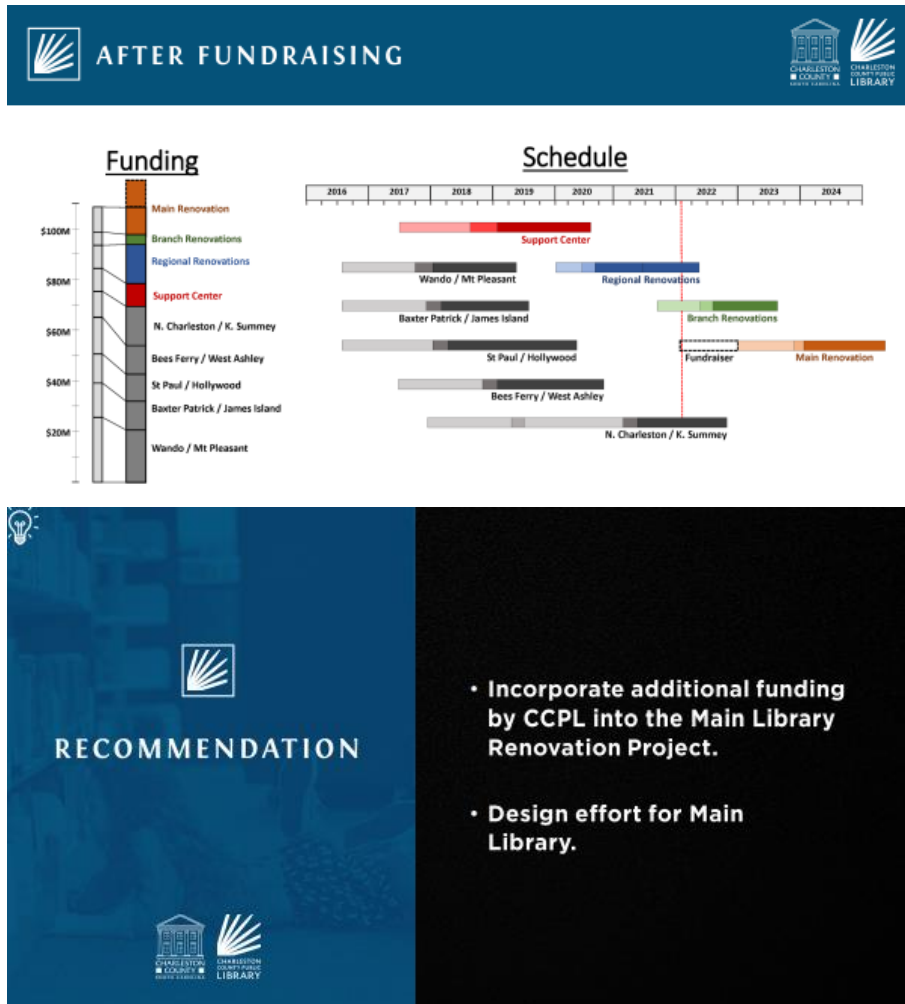 AFTER FUNDRAISING
CHARLESTON
COUNTY
SOUTH CAROLINA
CHARLESTON
COUNTY PUBLIC
LIBRARY
Funding
Main Renovation
$100M
Branch Renovations
Regional Renovations
$80M
Support Center
$60M
N. Charleston / K. Summey
Bees Ferry / West Ashley
$40M
St Paul / Hollywood
Baxter Patrick / James Island
$20M
Wando / Mt Pleasant
Schedule
2016 2017 2018 2019 2020 2021 2022 2023 2024
Support Center
Wando / Mt Pleasant
Regional Renovations
Baxter Patrick / James Island
Branch Renovations
St Paul / Hollywood
Fundraiser
Main Renovation
Bees Ferry / West Ashley
N. Charleston / K. Summey
RECOMMENDATION
CHARLESTON
COUNTY
SOUTH CAROLINA
CHARLESTON
COUNTY PUBLIC
LIBRARY
• Incorporate additional funding
by CCPL into the Main Library
Renovation Project.
• Design effort for Main
Library.